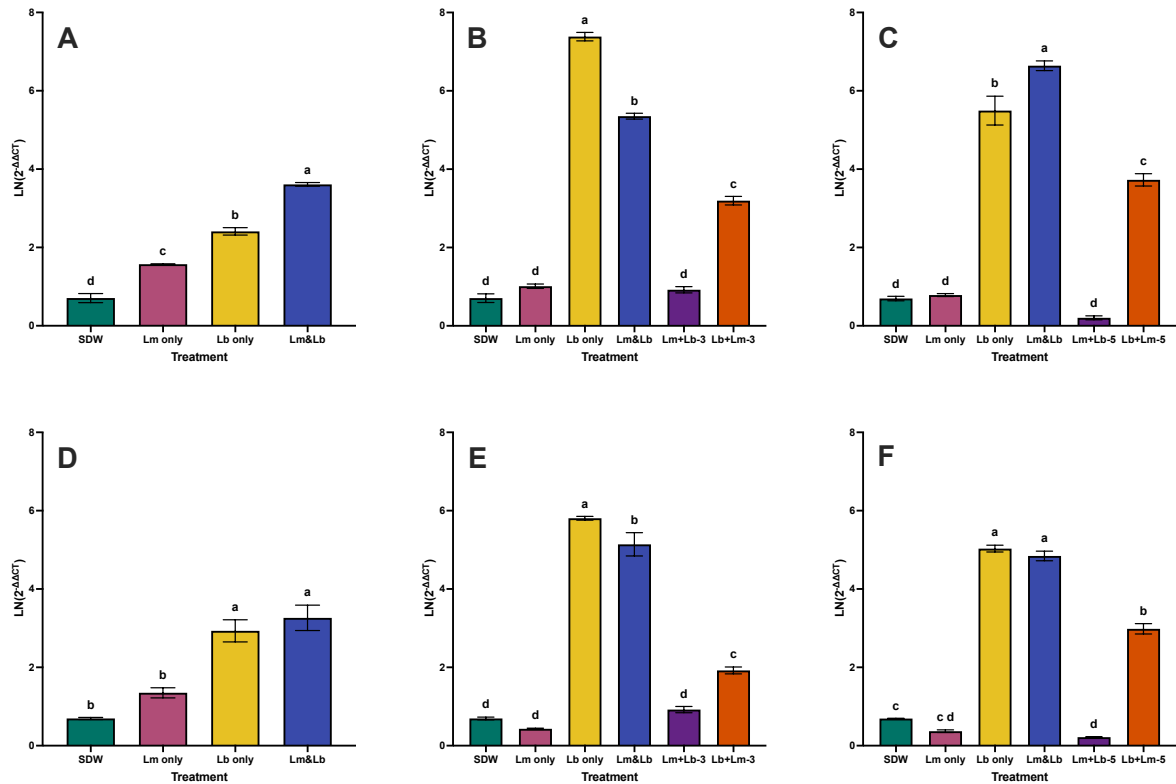 A
LN(2-ΔΔCT)
8
6
4
2
0
d
c
b
a
SDW
Lm only
Lb only
Lm&Lb
Treatment
B
LN(2-ΔΔCT)
8
6
4
2
0
d
d
a
b
d
c
SDW
Lm only
Lb only
Lm&Lb
Lm+Lb-3
Lb+Lm-3
Treatment
C
LN(2-ΔΔCT)
8
6
4
2
0
d
d
b
a
d
c
SDW
Lm only
Lb only
Lm&Lb
Lm+Lb-5
Lb+Lm-5
Treatment
D
LN(2-ΔΔCT)
8
6
4
2
0
b
b
a
a
SDW
Lm only
Lb only
Lm&Lb
Treatment
E
LN(2-ΔΔCT)
8
6
4
2
0
d
d
a
b
d
c
SDW
Lm only
Lb only
Lm&Lb
Lm+Lb-3
Lb+Lm-3
Treatment
F
LN(2-ΔΔCT)
8
6
4
2
0
c
c d
a
a
d
b
SDW
Lm only
Lb only
Lm&Lb
Lm+Lb-5
Lb+Lm-5
Treatment